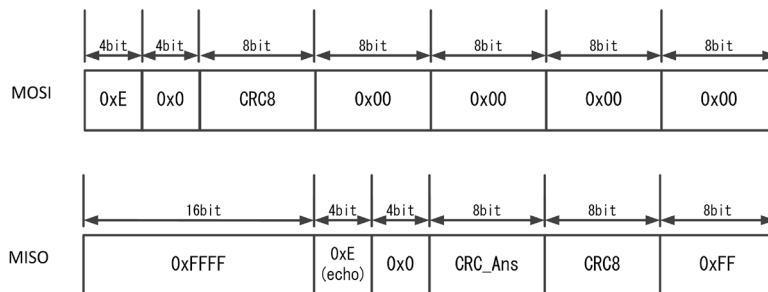 4bit 4bit 8bit 8bit 8bit 8bit 8bit
MOSI 0xE 0x0 CRC8 0x00 0x00 0x00 0x00
16bit 4bit 4bit 8bit 8bit 8bit
MISO 0xFFFF 0xE 0x0 CRC_Ans CRC8 0xFF
(echo)